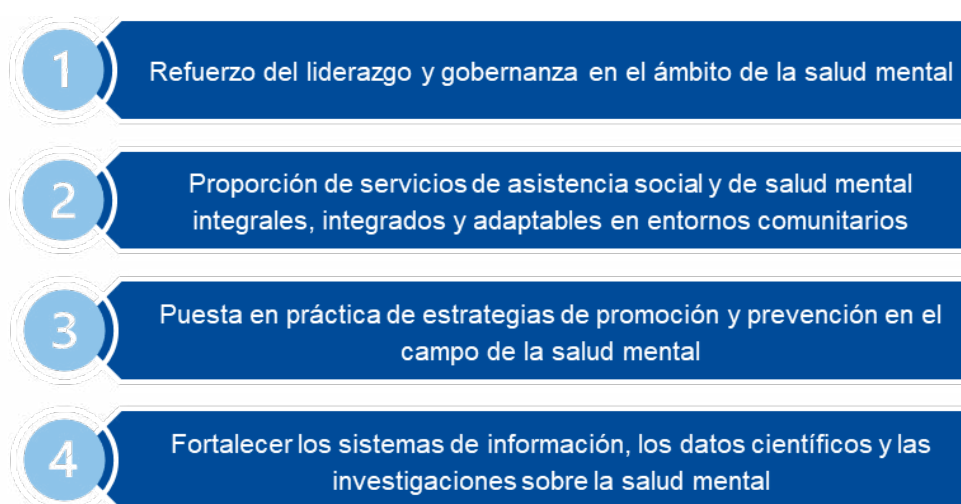 1
Refuerzo del liderazgo y gobernanza en el ámbito de la salud mental
2
Proporción de servicios de asistencia social y de salud mental
integrales, integrados y adaptables en entornos comunitarios
3
Puesta en práctica de estrategias de promoción y prevención en el
campo de la salud mental
4
Fortalecer los sistemas de información, los datos científicos y las
investigaciones sobre la salud mental